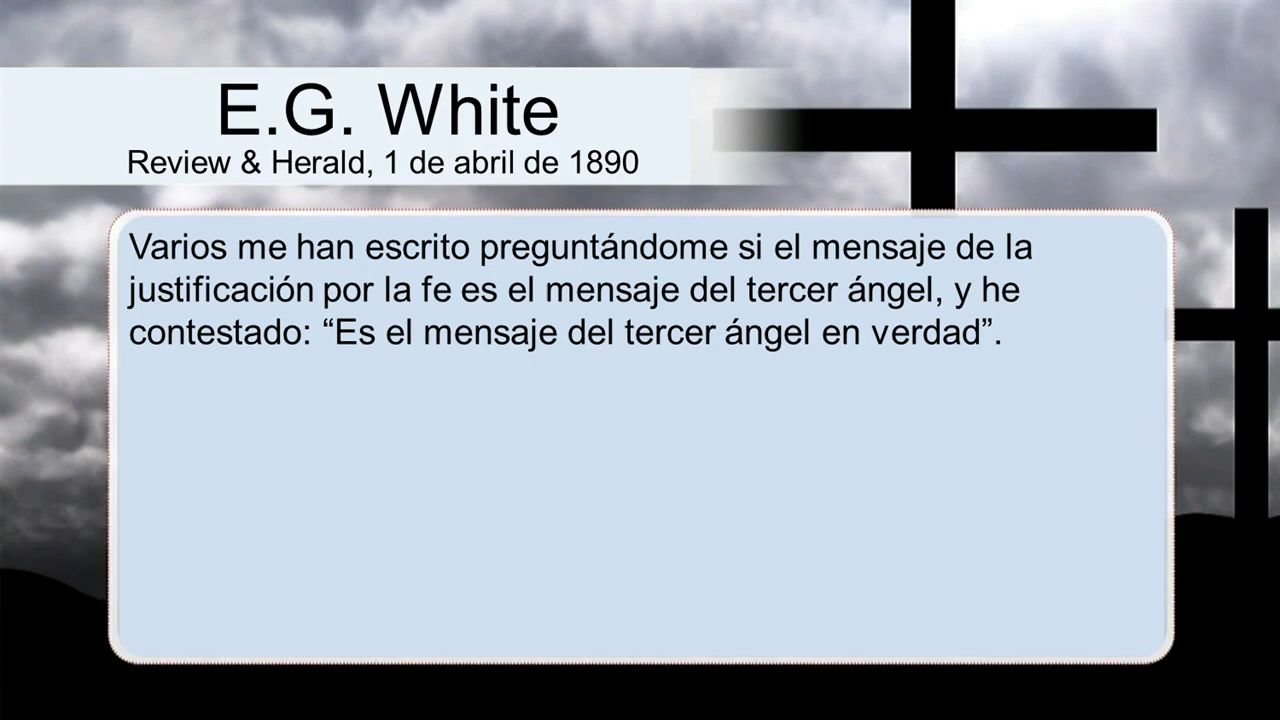 E.G. White
Review & Herald, 1 de abril de 1890
Varios me han escrito preguntándome si el mensaje de la
justificación por la fe es el mensaje del tercer ángel, y he
contestado: “Es el mensaje del tercer ángel en verdad”.